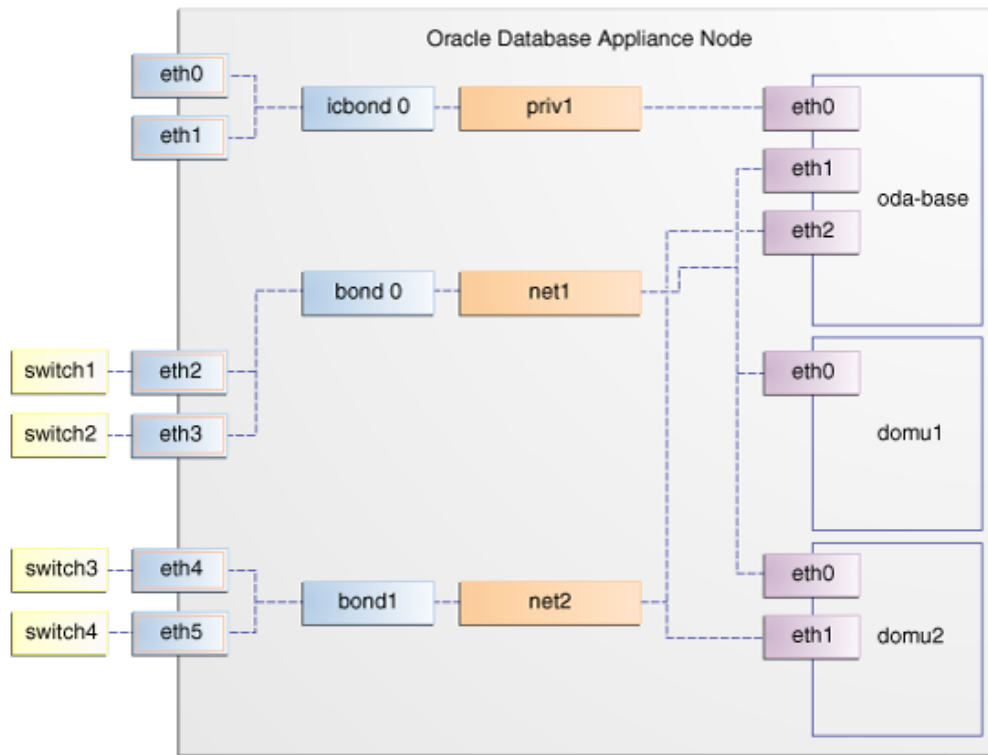 Oracle Database Appliance Node
eth0
icbond 0
priv1
eth0
eth1
eth1
oda-base
eth2
bond 0
net1
switch1
eth2
eth0
switch2
eth3
domu1
switch3
eth4
eth0
bond1
net2
switch4
eth5
eth1
domu2